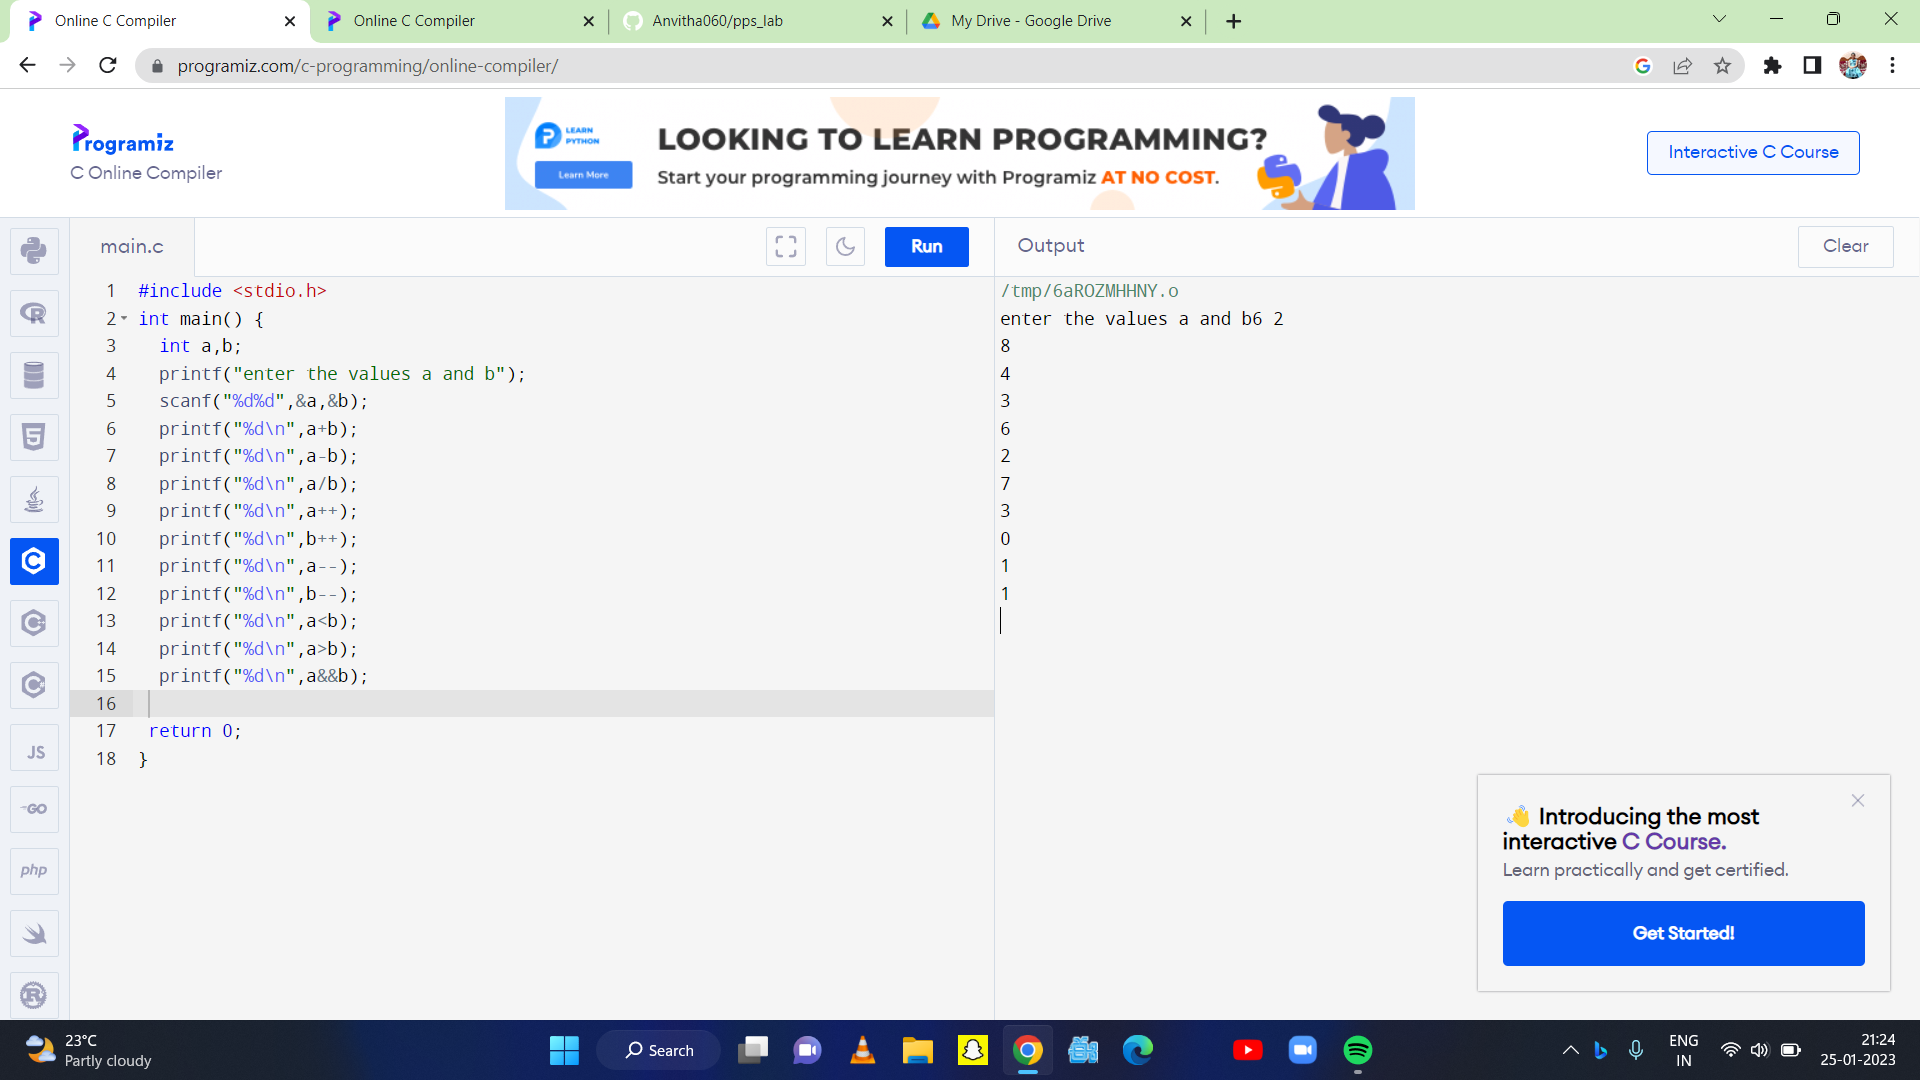 Online C Compiler
Online C Compiler
Anvitha060/pps_lab
My Drive - Google Drive
programiz.com/c-programming/online-compiler/
Programiz
C Online Compiler
LEARN
PYTHON
Learn More
LOOKING TO LEARN PROGRAMMING?
Start your programming journey with Programiz AT NO COST.
Interactive C Course
main.c
Run
Output
Clear
1 #include <stdio.h>
2 int main() {
3 int a,b;
4 printf("enter the values a and b");
5 scanf("%d%d",&a,&b);
6 printf("%d\n",a+b);
7 printf("%d\n",a-b);
8 printf("%d\n",a/b);
9 printf("%d\n",a++);
10 printf("%d\n",b++);
11 printf("%d\n",a--);
12 printf("%d\n",b--);
13 printf("%d\n",a<b);
14 printf("%d\n",a>b);
15 printf("%d\n",a&&b);
16
17 return 0;
18 }
/tmp/6aROZMHHNY.o
enter the values a and b6 2
8
4
3
6
2
7
3
0
1
1
JS
GO
php
👋 Introducing the most
interactive C Course.
Learn practically and get certified.
Get Started!
23°C
Partly cloudy
Search
ENG
IN
21:24
25-01-2023